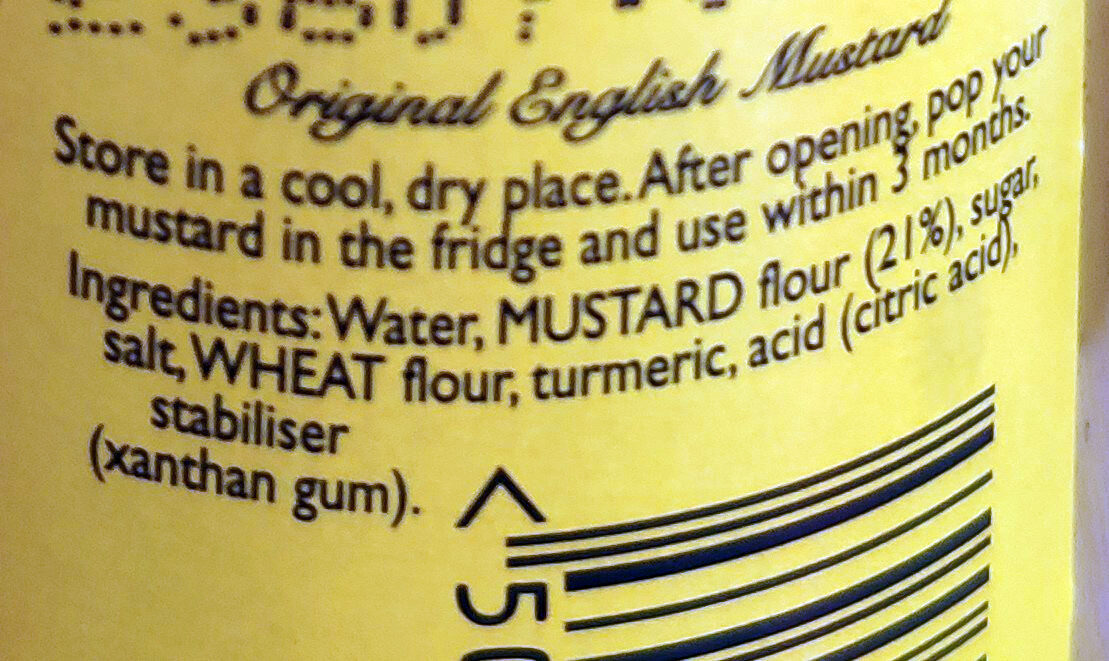 Original English Mustard
Store in a cool, dry place. After opening, pop your
mustard in the fridge and use within 3 months.
Ingredients: Water, MUSTARD flour (21%), sugar,
salt, WHEAT flour, turmeric, acid (citric acid),
stabiliser
(xanthan gum).
<
5